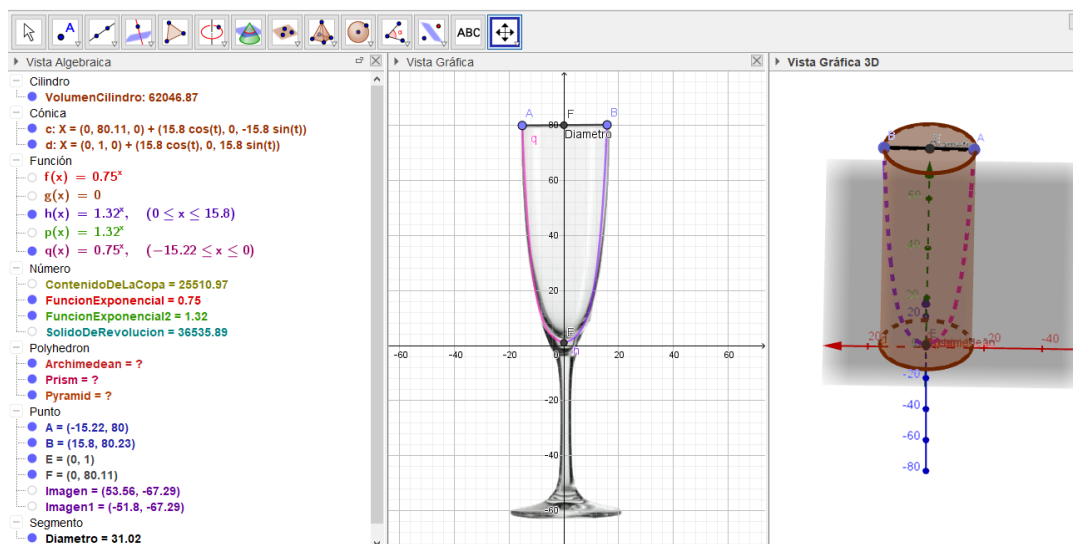 ABC
Vista Algebraica
Cilindro
VolumenCilindro: 62046.87
Cónica
c: X = (0, 80.11, 0) + (15.8 cos(t), 0, -15.8 sin(t))
d: X = (0, 1, 0) + (15.8 cos(t), 0, 15.8 sin(t))
Función
f(x) = 0.75ˣ
g(x) = 0
h(x) = 1.32ˣ, (0 ≤ x ≤ 15.8)
p(x) = 1.32ˣ
q(x) = 0.75ˣ, (−15.22 ≤ x ≤ 0)
Número
ContenidoDeLaCopa = 25510.97
FuncionExponencial = 0.75
FuncionExponencial2 = 1.32
SolidoDeRevolucion = 36535.89
Polyhedron
Archimedean = ?
Prism = ?
Pyramid = ?
Punto
A = (-15.22, 80)
B = (15.8, 80.23)
E = (0, 1)
F = (0, 80.11)
Imagen = (53.56, -67.29)
Imagen1 = (-51.8, -67.29)
Segmento
Diametro = 31.02
Vista Gráfica
A F B
80
Diametro
q
60
40
20
E
h
-60 -40 -20 0 20 40 60
-20
-40
-60
Vista Gráfica 3D
B A
60
40
20
20 -20 -40
-20
-40
-60
-80